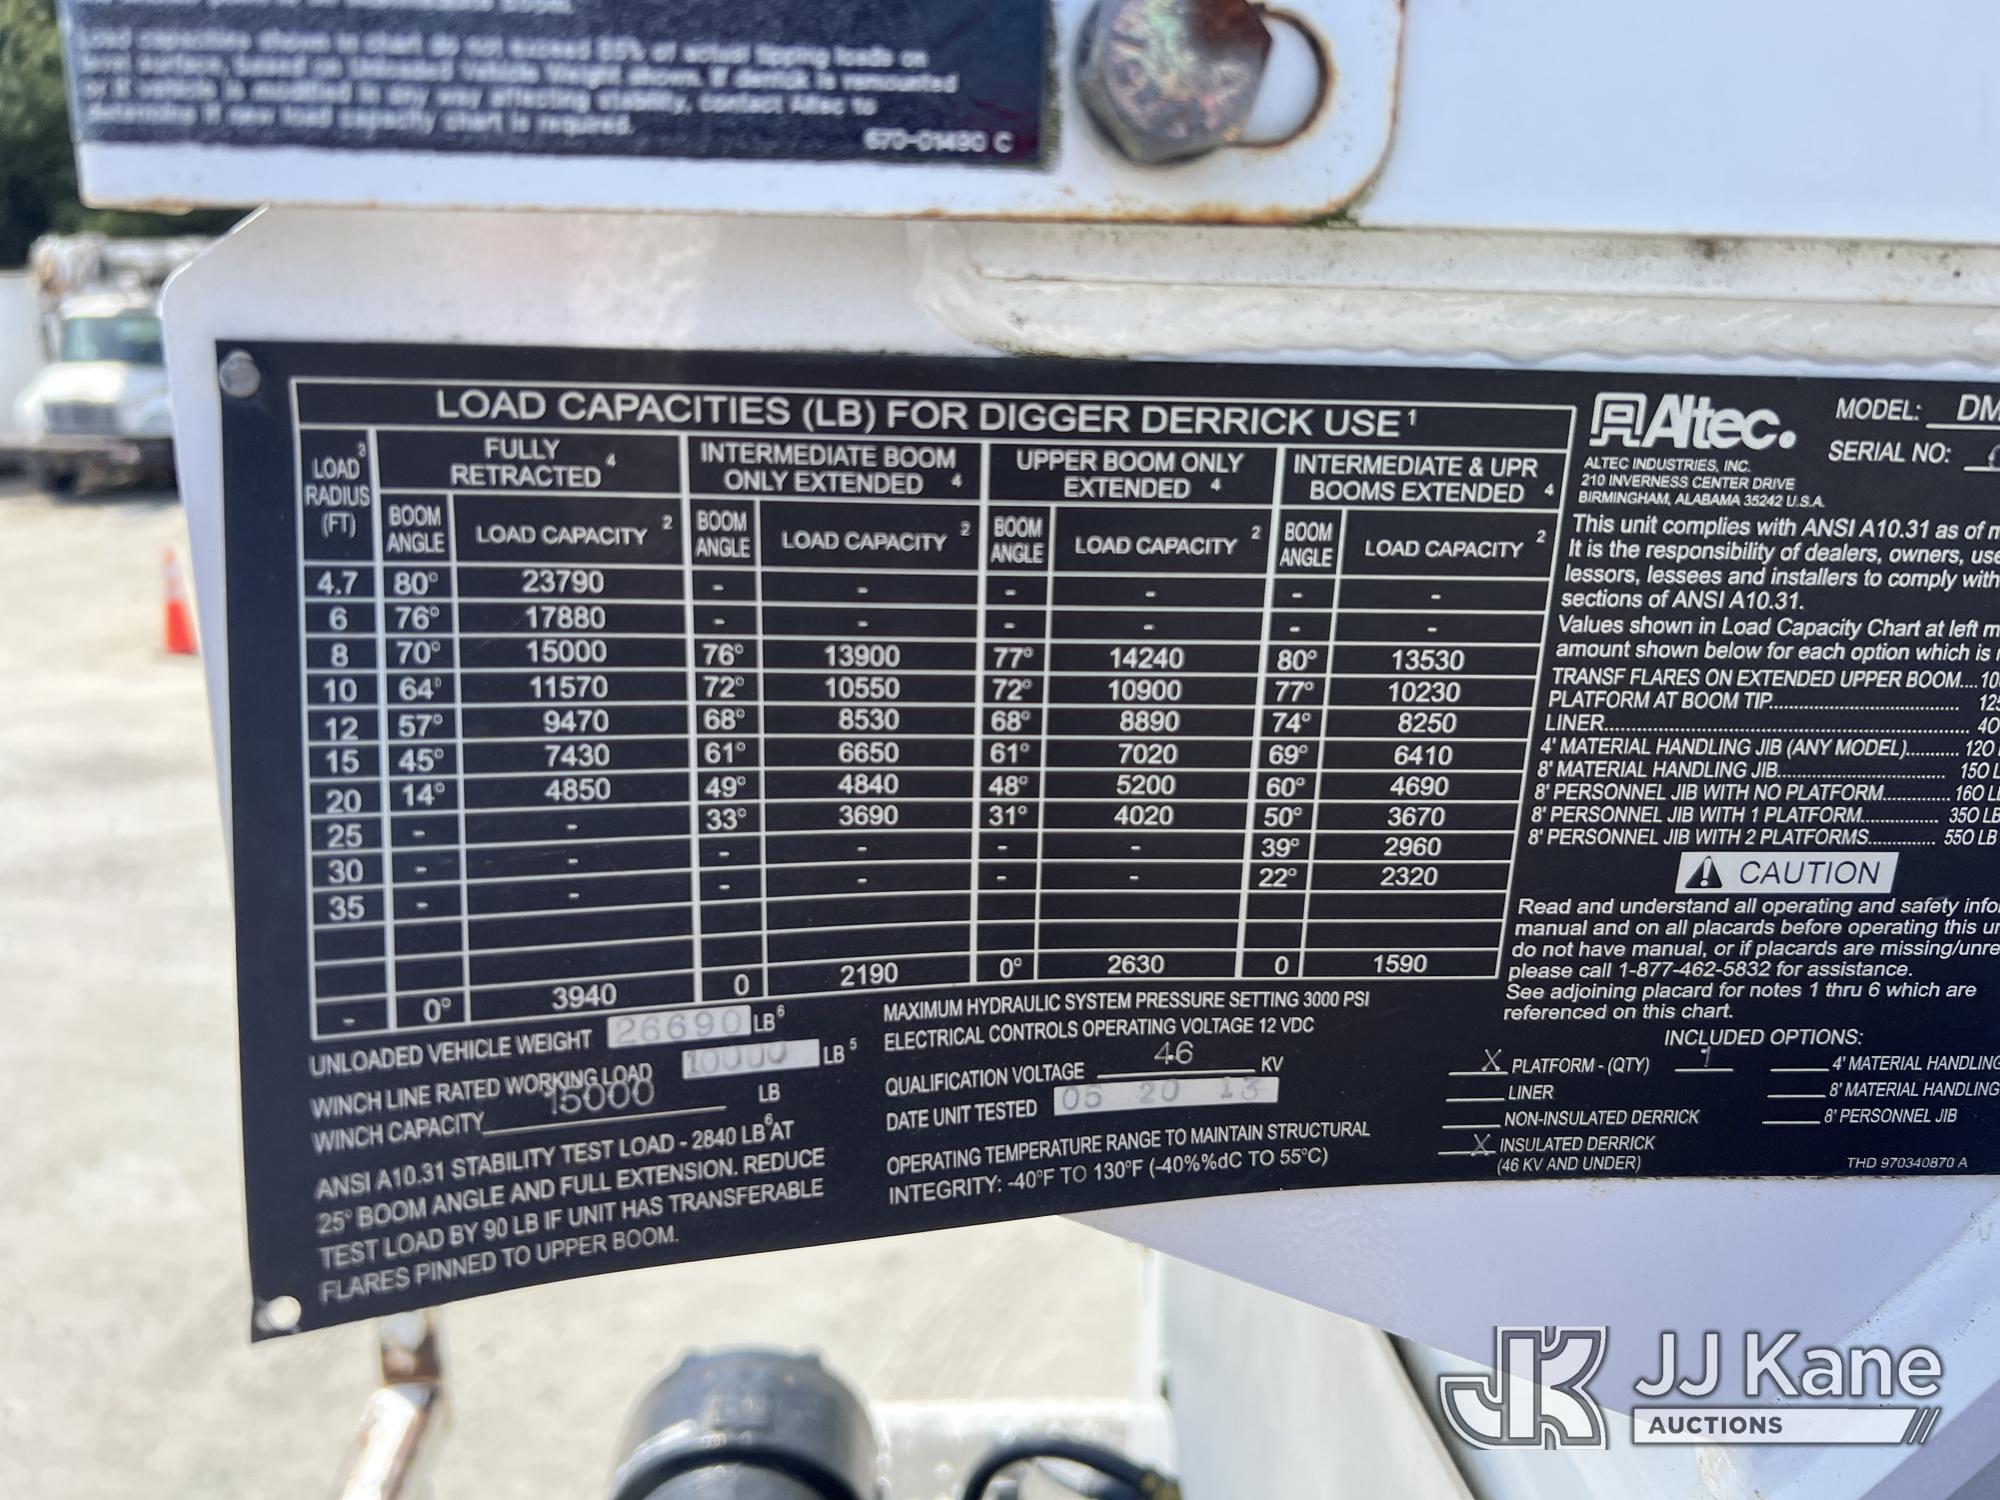 Load capacities shown in chart do not exceed 85% of actual tipping loads on
level surface, based on Unloaded Vehicle Weight shown. If derrick is remounted
or if vehicle is modified in any way affecting stability, contact Altec to
determine if new load capacity chart is required.
670-01490 C
LOAD CAPACITIES (LB) FOR DIGGER DERRICK USE 1
LOAD 3 RADIUS (FT) FULLY RETRACTED 4 INTERMEDIATE BOOM ONLY EXTENDED 4 UPPER BOOM ONLY EXTENDED 4 INTERMEDIATE & UPR BOOMS EXTENDED 4
BOOM ANGLE LOAD CAPACITY 2 BOOM ANGLE LOAD CAPACITY 2 BOOM ANGLE LOAD CAPACITY 2 BOOM ANGLE LOAD CAPACITY 2
4.7 80° 23790 - - - - - -
6 76° 17880 - - - - - -
8 70° 15000 76° 13900 77° 14240 80° 13530
10 64° 11570 72° 10550 72° 10900 77° 10230
12 57° 9470 68° 8530 68° 8890 74° 8250
15 45° 7430 61° 6650 61° 7020 69° 6410
20 14° 4850 49° 4840 48° 5200 60° 4690
25 - - 33° 3690 31° 4020 50° 3670
30 - - - - - - 39° 2960
35 - - - - - - 22° 2320
- 0° 3940 0 2190 0° 2630 0 1590
UNLOADED VEHICLE WEIGHT 26690 LB 6
WINCH LINE RATED WORKING LOAD 10000 LB 5
WINCH CAPACITY 15000 LB
ANSI A10.31 STABILITY TEST LOAD - 2840 LB 6 AT
25° BOOM ANGLE AND FULL EXTENSION. REDUCE
TEST LOAD BY 90 LB IF UNIT HAS TRANSFERABLE
FLARES PINNED TO UPPER BOOM.
MAXIMUM HYDRAULIC SYSTEM PRESSURE SETTING 3000 PSI
ELECTRICAL CONTROLS OPERATING VOLTAGE 12 VDC
QUALIFICATION VOLTAGE 46 KV
DATE UNIT TESTED 05 20 13
OPERATING TEMPERATURE RANGE TO MAINTAIN STRUCTURAL
INTEGRITY: -40°F TO 130°F (-40%%dC TO 55°C)
Altec.
ALTEC INDUSTRIES, INC.
210 INVERNESS CENTER DRIVE
BIRMINGHAM, ALABAMA 35242 U.S.A.
MODEL: DM
SERIAL NO:
This unit complies with ANSI A10.31 as of
It is the responsibility of dealers, owners,
lessors, lessees and installers to comply with
sections of ANSI A10.31.
Values shown in Load Capacity Chart at left
amount shown below for each option which is
TRANSF FLARES ON EXTENDED UPPER BOOM....
PLATFORM AT BOOM TIP....................
LINER....................
4' MATERIAL HANDLING JIB (ANY MODEL).......... 120
8' MATERIAL HANDLING JIB.................... 150 L
8' PERSONNEL JIB WITH NO PLATFORM............. 160 LB
8' PERSONNEL JIB WITH 1 PLATFORM............... 350 LB
8' PERSONNEL JIB WITH 2 PLATFORMS............. 550 LB
CAUTION
Read and understand all operating and safety
manual and on all placards before operating this
do not have manual, or if placards are
please call 1-877-462-5832 for assistance.
See adjoining placard for notes 1 thru 6 which are
referenced on this chart.
INCLUDED OPTIONS:
X PLATFORM - (QTY) 1
LINER
NON-INSULATED DERRICK
X INSULATED DERRICK
(46 KV AND UNDER)
4' MATERIAL HANDLING
8' MATERIAL HANDLING
8' PERSONNEL JIB
THD 970340870 A
JK JJ Kane
AUCTIONS